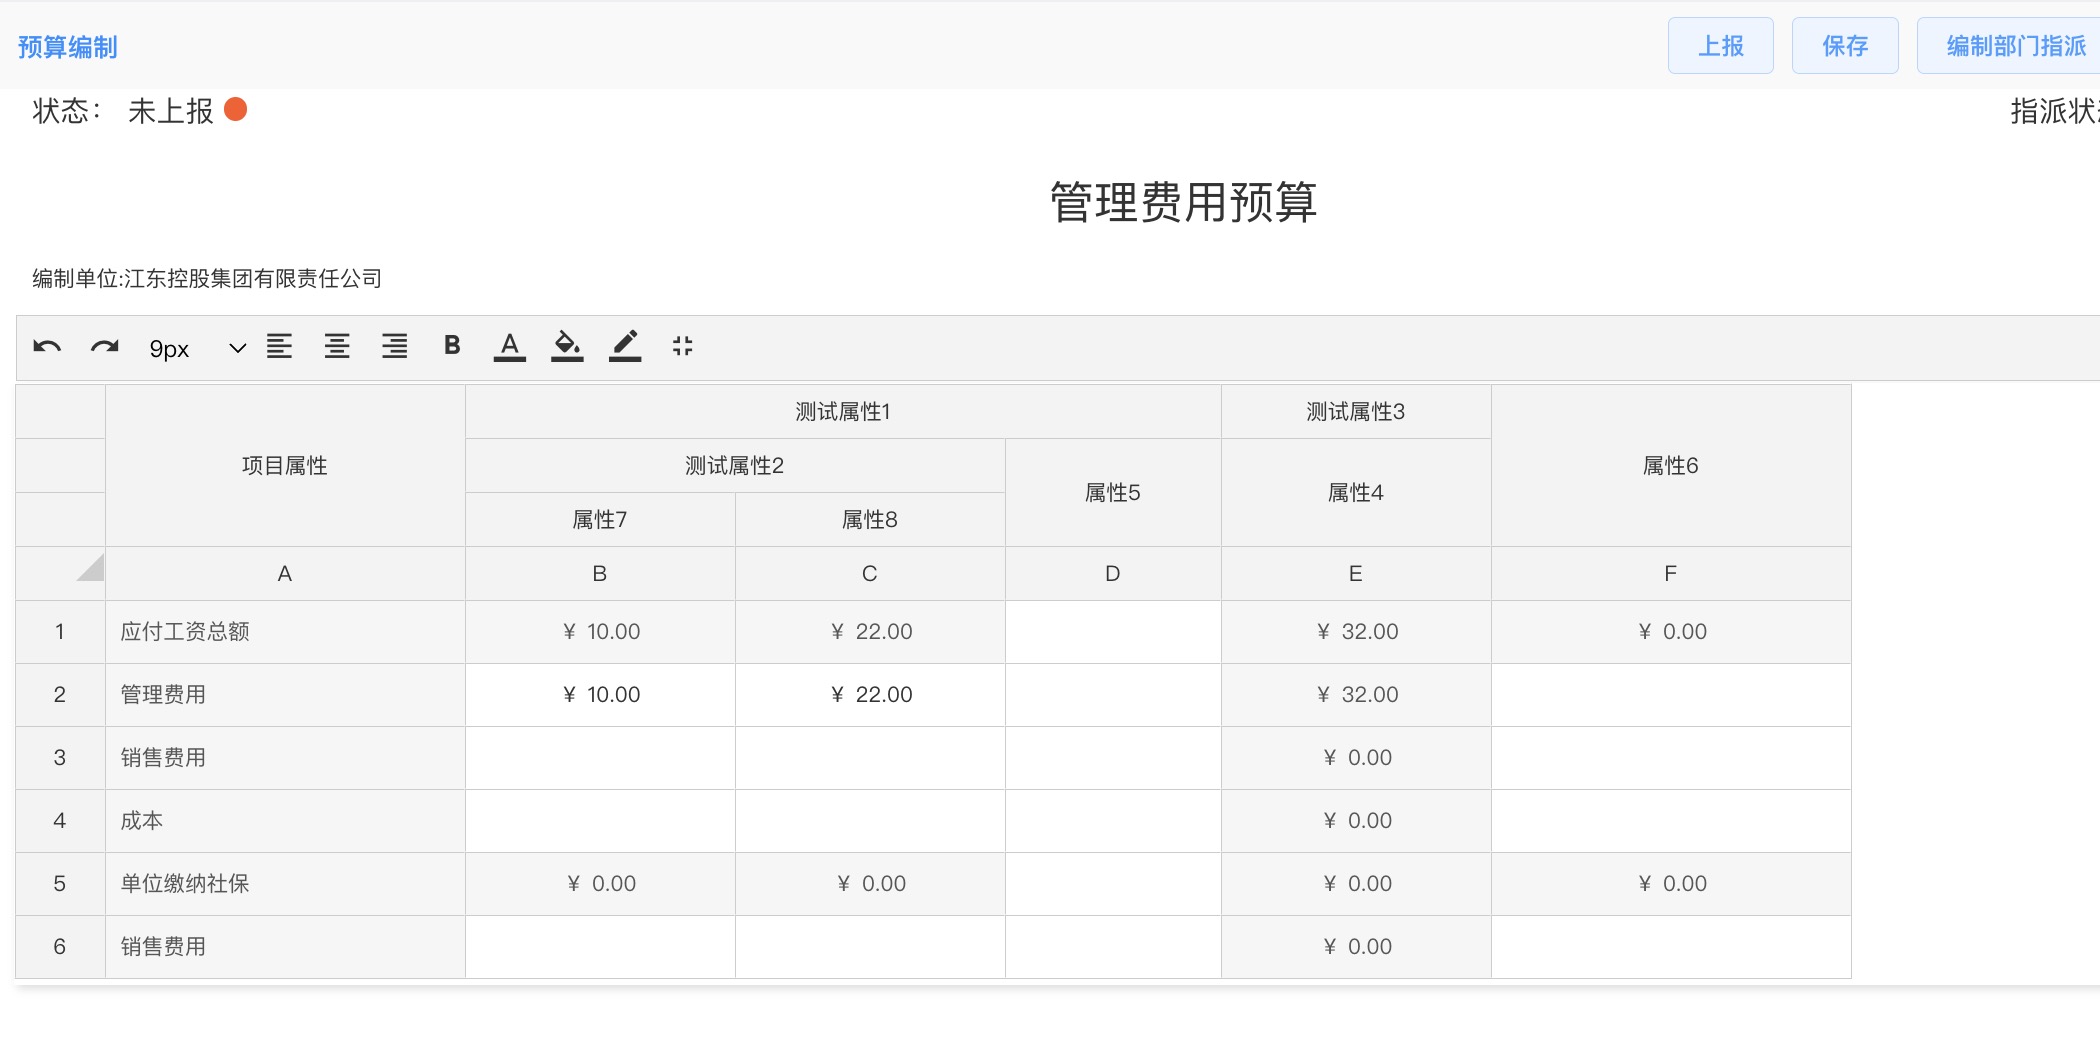 预算编制
上报 保存 编制部门指派
状态： 未上报
指派状
管理费用预算
编制单位:江东控股集团有限责任公司
9px B A
项目属性 测试属性1 测试属性3 属性6
测试属性2 属性5 属性4
属性7 属性8
A B C D E F
1 应付工资总额 ¥ 10.00 ¥ 22.00 ¥ 32.00 ¥ 0.00
2 管理费用 ¥ 10.00 ¥ 22.00 ¥ 32.00
3 销售费用 ¥ 0.00
4 成本 ¥ 0.00
5 单位缴纳社保 ¥ 0.00 ¥ 0.00 ¥ 0.00 ¥ 0.00
6 销售费用 ¥ 0.00